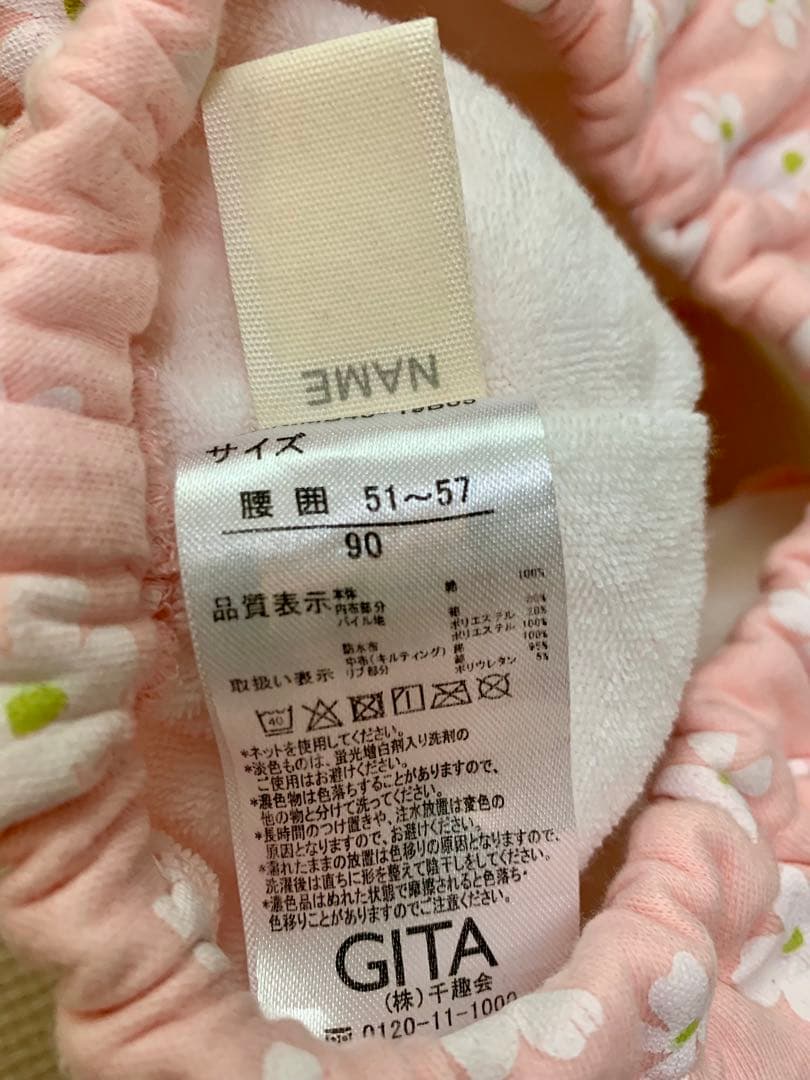 NAME
サイズ
腰囲 51～57
90
品質表示 本体 綿 100%
内布部分
パイル地 綿 80%
ポリエステル 20%
防水布 ポリエステル 100%
中布(キルティング) ポリエステル 100%
リブ部分 綿 95%
ポリウレタン 5%
取扱い表示
40
*ネットを使用してください。
*淡色ものは、蛍光増白剤入り洗剤の
ご使用はお避けください。
*濃色物は色落ちすることがありますので、
他の物と分けて洗ってください。
*長時間のつけ置きや、注水放置は変色の
原因となりますので、お避けください。
*濡れたままの放置は色移りの原因となりますので、
洗濯後は直ちに形を整えて陰干しをしてください。
*濃色品はぬれた状態で摩擦されると色落ち・
色移りことがありますのでご注意ください。
GITA
(株)千趣会
0120-11-1000